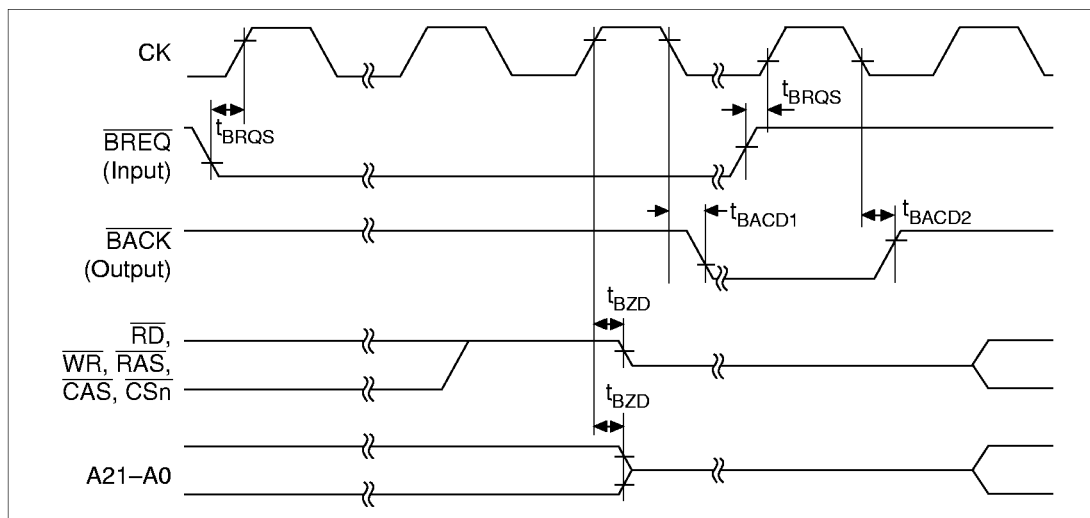 CK
tBRQS
tBRQS
BREQ
(Input)
tBACD1
tBACD2
BACK
(Output)
tBZD
RD,
WR, RAS,
CAS, CSn
tBZD
A21–A0